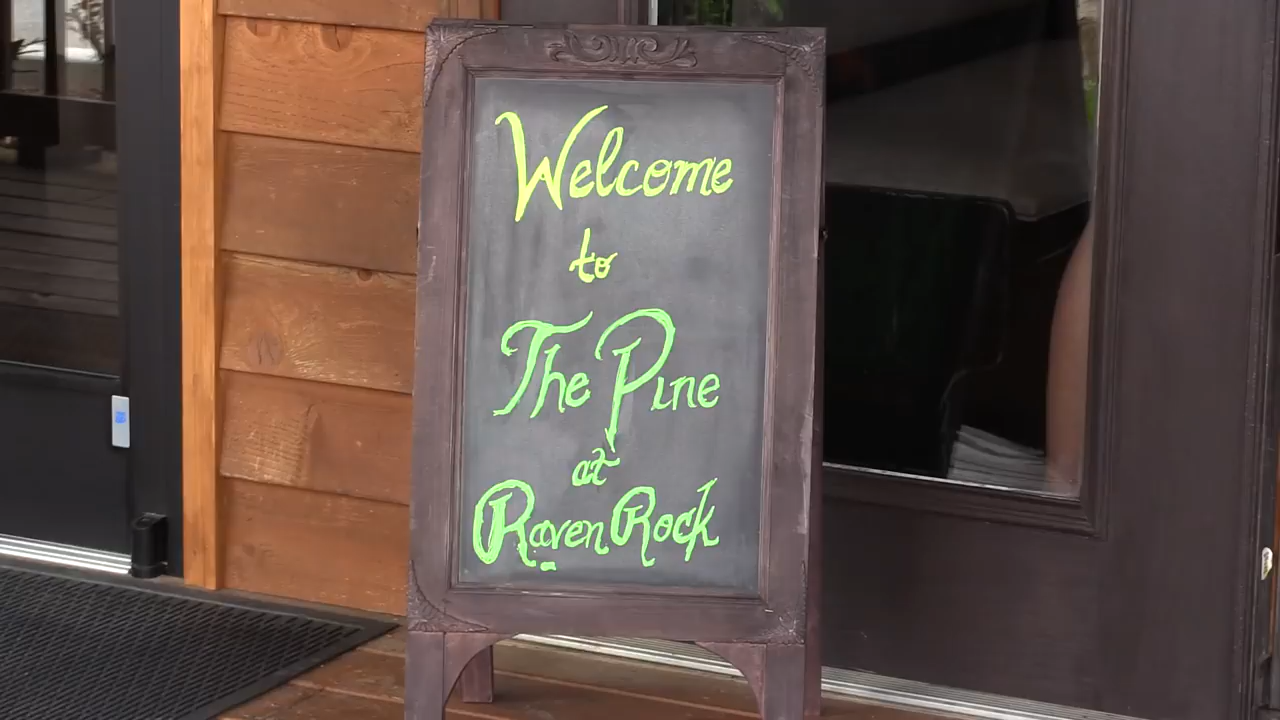 Welcome
to
The Pine
at
Raven Rock